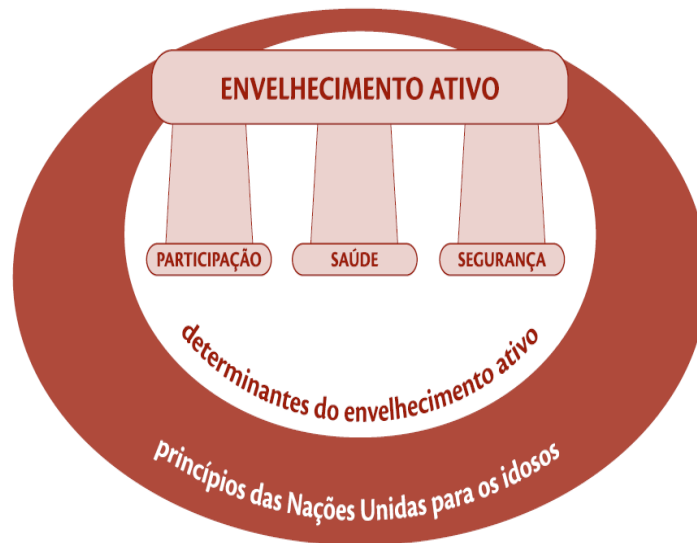 ENVELHECIMENTO ATIVO
PARTICIPAÇÃO
SAÚDE
SEGURANÇA
determinantes do envelhecimento ativo
princípios das Nações Unidas para os idosos